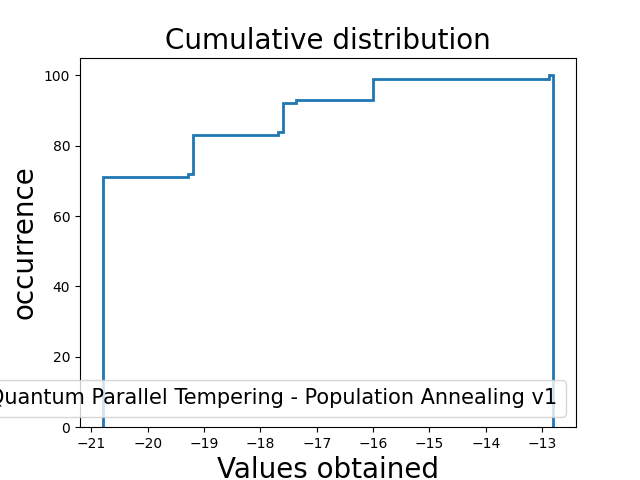 Cumulative distribution
occurrence
100
80
60
40
20
0
Quantum Parallel Tempering - Population Annealing v1
−21 −20 −19 −18 −17 −16 −15 −14 −13
Values obtained